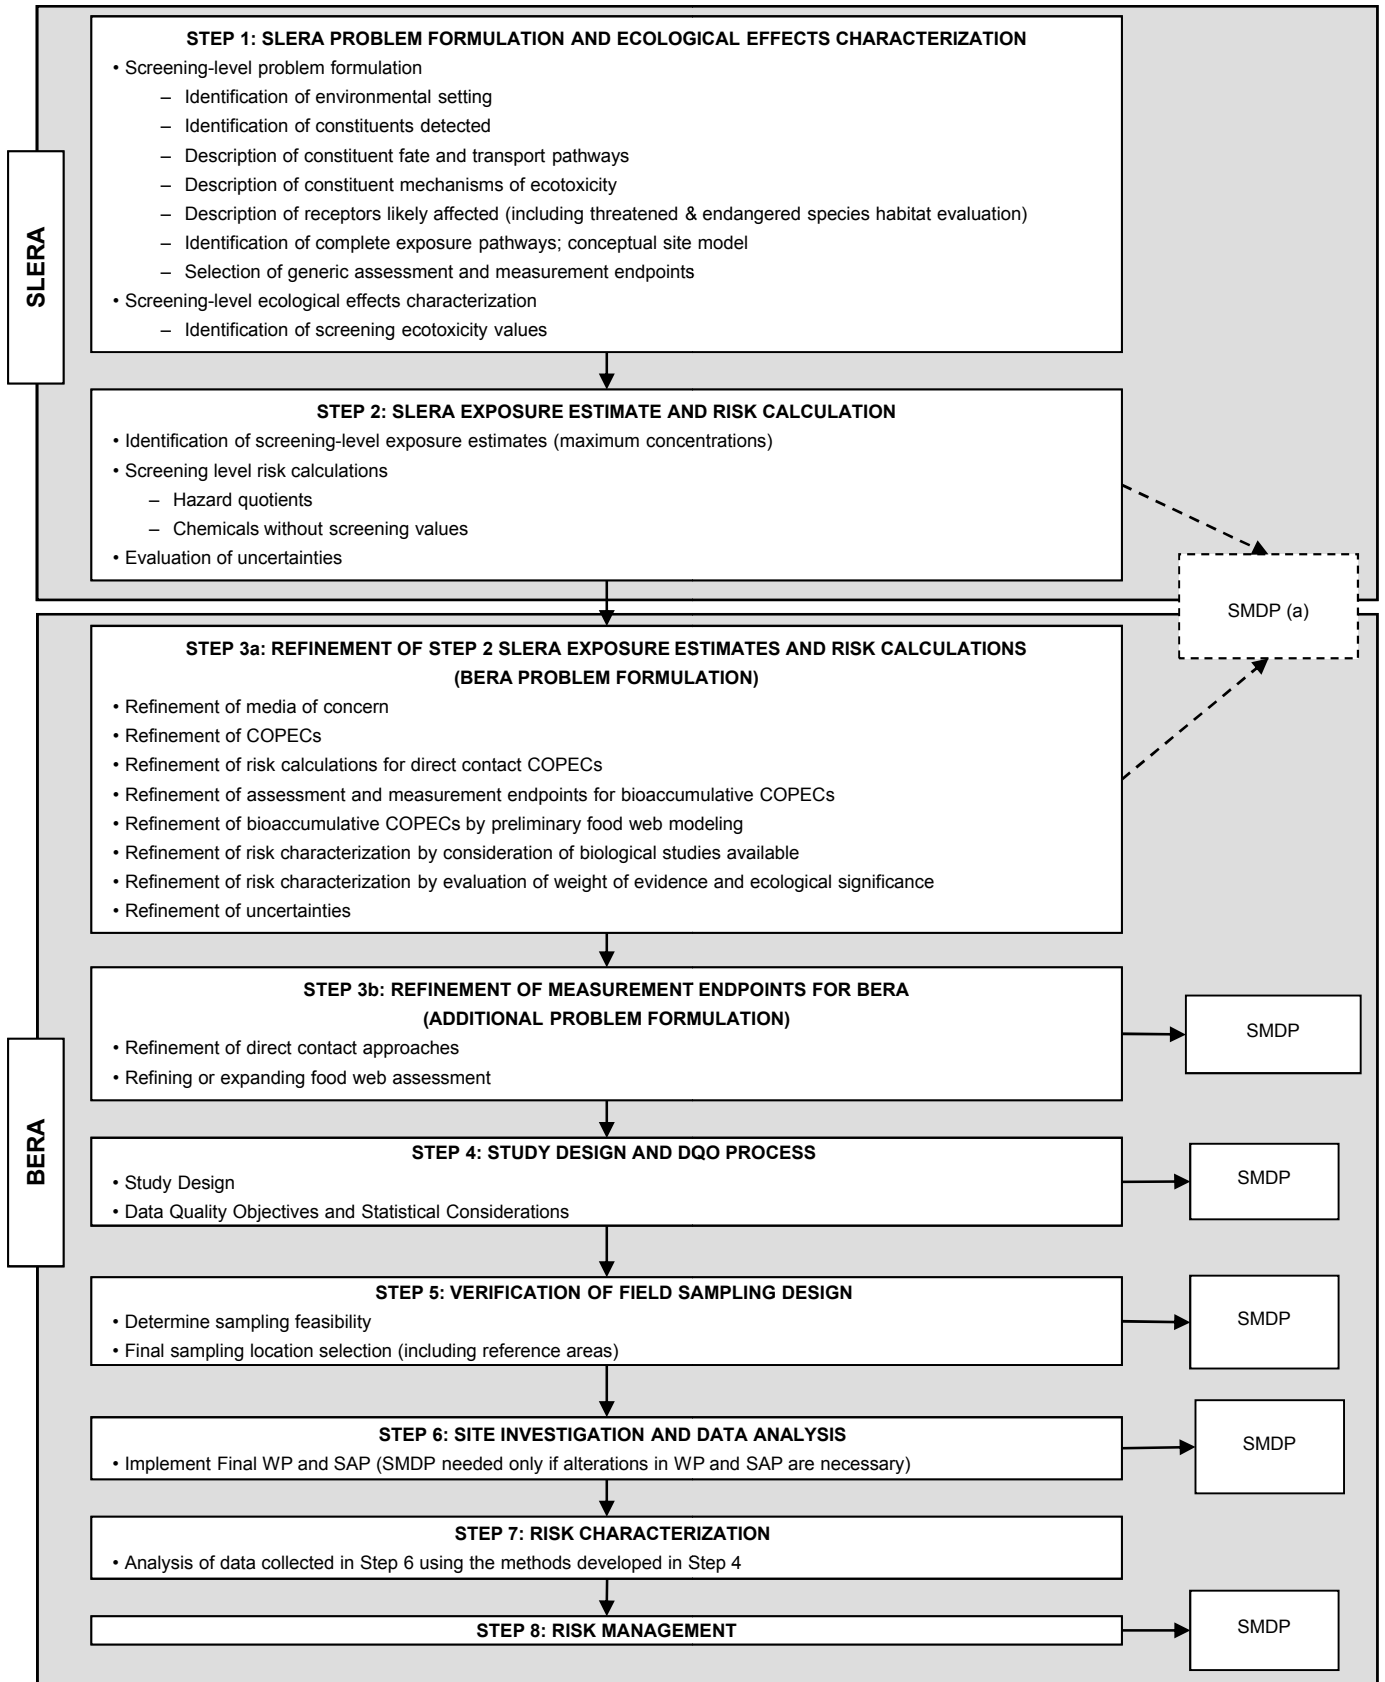 SLERA
STEP 1: SLERA PROBLEM FORMULATION AND ECOLOGICAL EFFECTS CHARACTERIZATION
• Screening-level problem formulation
– Identification of environmental setting
– Identification of constituents detected
– Description of constituent fate and transport pathways
– Description of constituent mechanisms of ecotoxicity
– Description of receptors likely affected (including threatened & endangered species habitat evaluation)
– Identification of complete exposure pathways; conceptual site model
– Selection of generic assessment and measurement endpoints
• Screening-level ecological effects characterization
– Identification of screening ecotoxicity values
STEP 2: SLERA EXPOSURE ESTIMATE AND RISK CALCULATION
• Identification of screening-level exposure estimates (maximum concentrations)
• Screening level risk calculations
– Hazard quotients
– Chemicals without screening values
• Evaluation of uncertainties
SMDP (a)
BERA
STEP 3a: REFINEMENT OF STEP 2 SLERA EXPOSURE ESTIMATES AND RISK CALCULATIONS
(BERA PROBLEM FORMULATION)
• Refinement of media of concern
• Refinement of COPECs
• Refinement of risk calculations for direct contact COPECs
• Refinement of assessment and measurement endpoints for bioaccumulative COPECs
• Refinement of bioaccumulative COPECs by preliminary food web modeling
• Refinement of risk characterization by consideration of biological studies available
• Refinement of risk characterization by evaluation of weight of evidence and ecological significance
• Refinement of uncertainties
STEP 3b: REFINEMENT OF MEASUREMENT ENDPOINTS FOR BERA
(ADDITIONAL PROBLEM FORMULATION)
• Refinement of direct contact approaches
• Refining or expanding food web assessment
SMDP
STEP 4: STUDY DESIGN AND DQO PROCESS
• Study Design
• Data Quality Objectives and Statistical Considerations
SMDP
STEP 5: VERIFICATION OF FIELD SAMPLING DESIGN
• Determine sampling feasibility
• Final sampling location selection (including reference areas)
SMDP
STEP 6: SITE INVESTIGATION AND DATA ANALYSIS
• Implement Final WP and SAP (SMDP needed only if alterations in WP and SAP are necessary)
SMDP
STEP 7: RISK CHARACTERIZATION
• Analysis of data collected in Step 6 using the methods developed in Step 4
STEP 8: RISK MANAGEMENT
SMDP